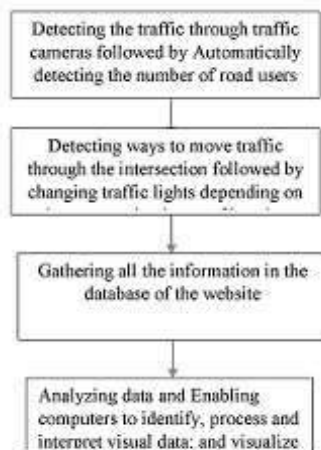 Detecting the traffic through traffic
cameras followed by Automatically
detecting the number of road users
Detecting ways to move traffic
through the intersection followed by
changing traffic lights depending on
Gathering all the information in the
database of the website
Analyzing data and Enabling
computers to identify, process and
interpret visual data; and visualize